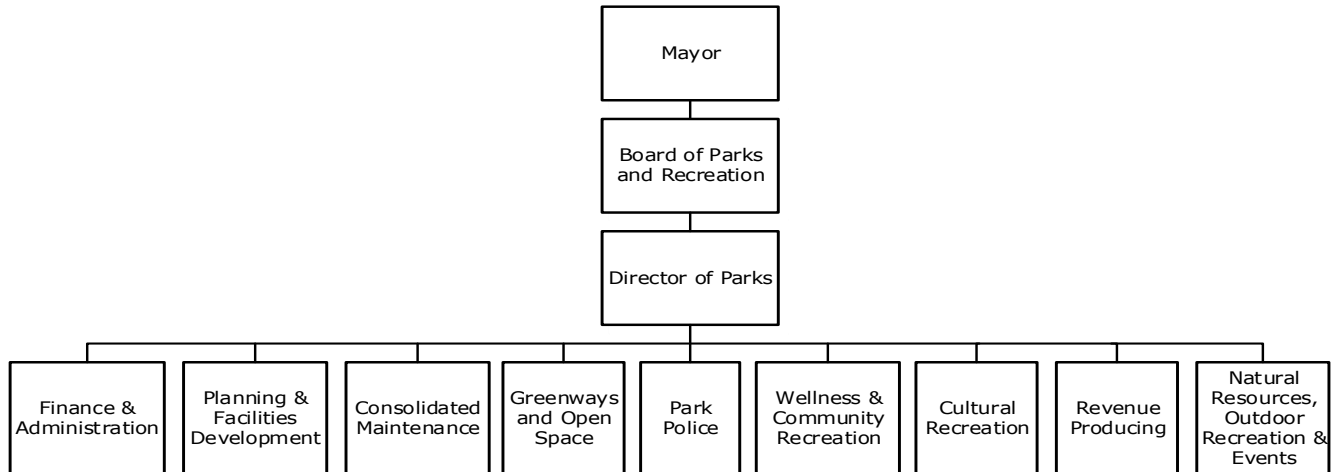 Mayor
Board of Parks
and Recreation
Director of Parks
Finance &
Administration
Planning &
Facilities
Development
Consolidated
Maintenance
Greenways
and Open
Space
Park
Police
Wellness &
Community
Recreation
Cultural
Recreation
Revenue
Producing
Natural
Resources,
Outdoor
Recreation &
Events